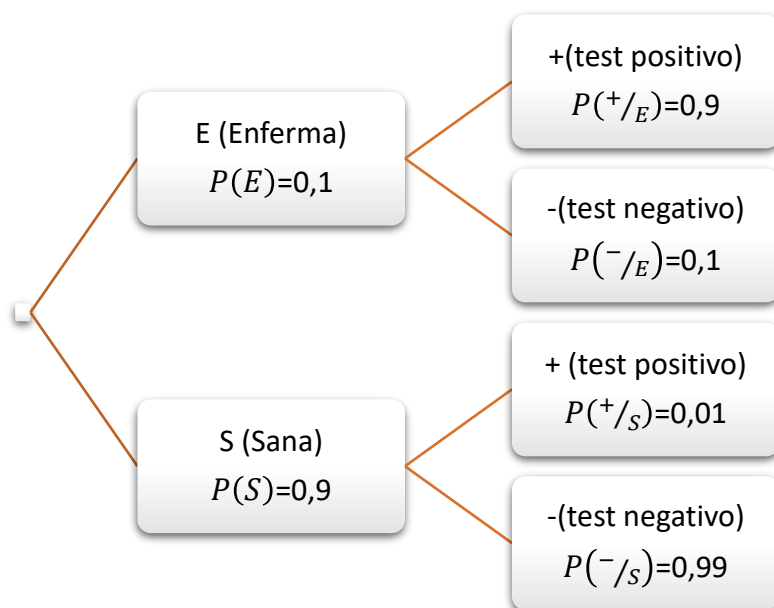 +(test positivo)
P(⁺/E)=0,9
E (Enferma)
P(E)=0,1
-(test negativo)
P(⁻/E)=0,1
+ (test positivo)
P(⁺/S)=0,01
S (Sana)
P(S)=0,9
-(test negativo)
P(⁻/S)=0,99